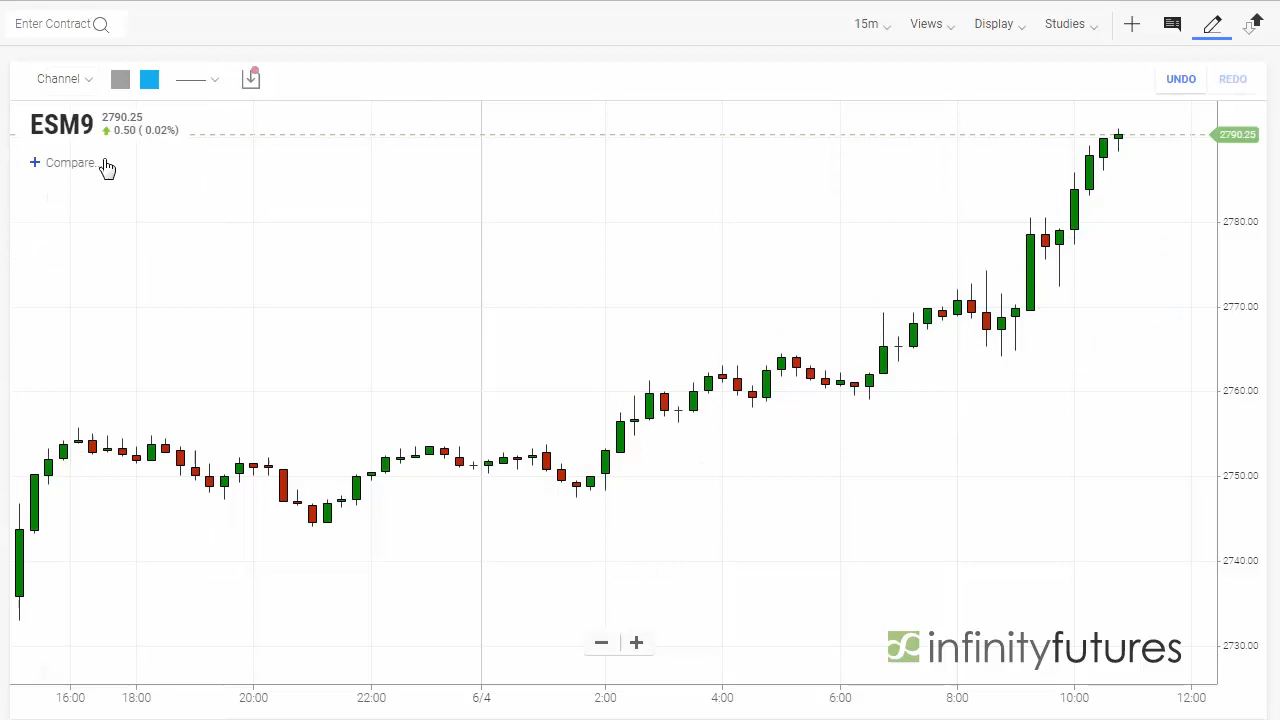 Enter Contract
15m Views Display Studies
Channel
UNDO REDO
ESM9 2790.25
0.50 ( 0.02%)
+ Compare..
2790.25
2780.00
2770.00
2760.00
2750.00
2740.00
2730.00
infinityfutures
16:00 18:00 20:00 22:00 6/4 2:00 4:00 6:00 8:00 10:00 12:00